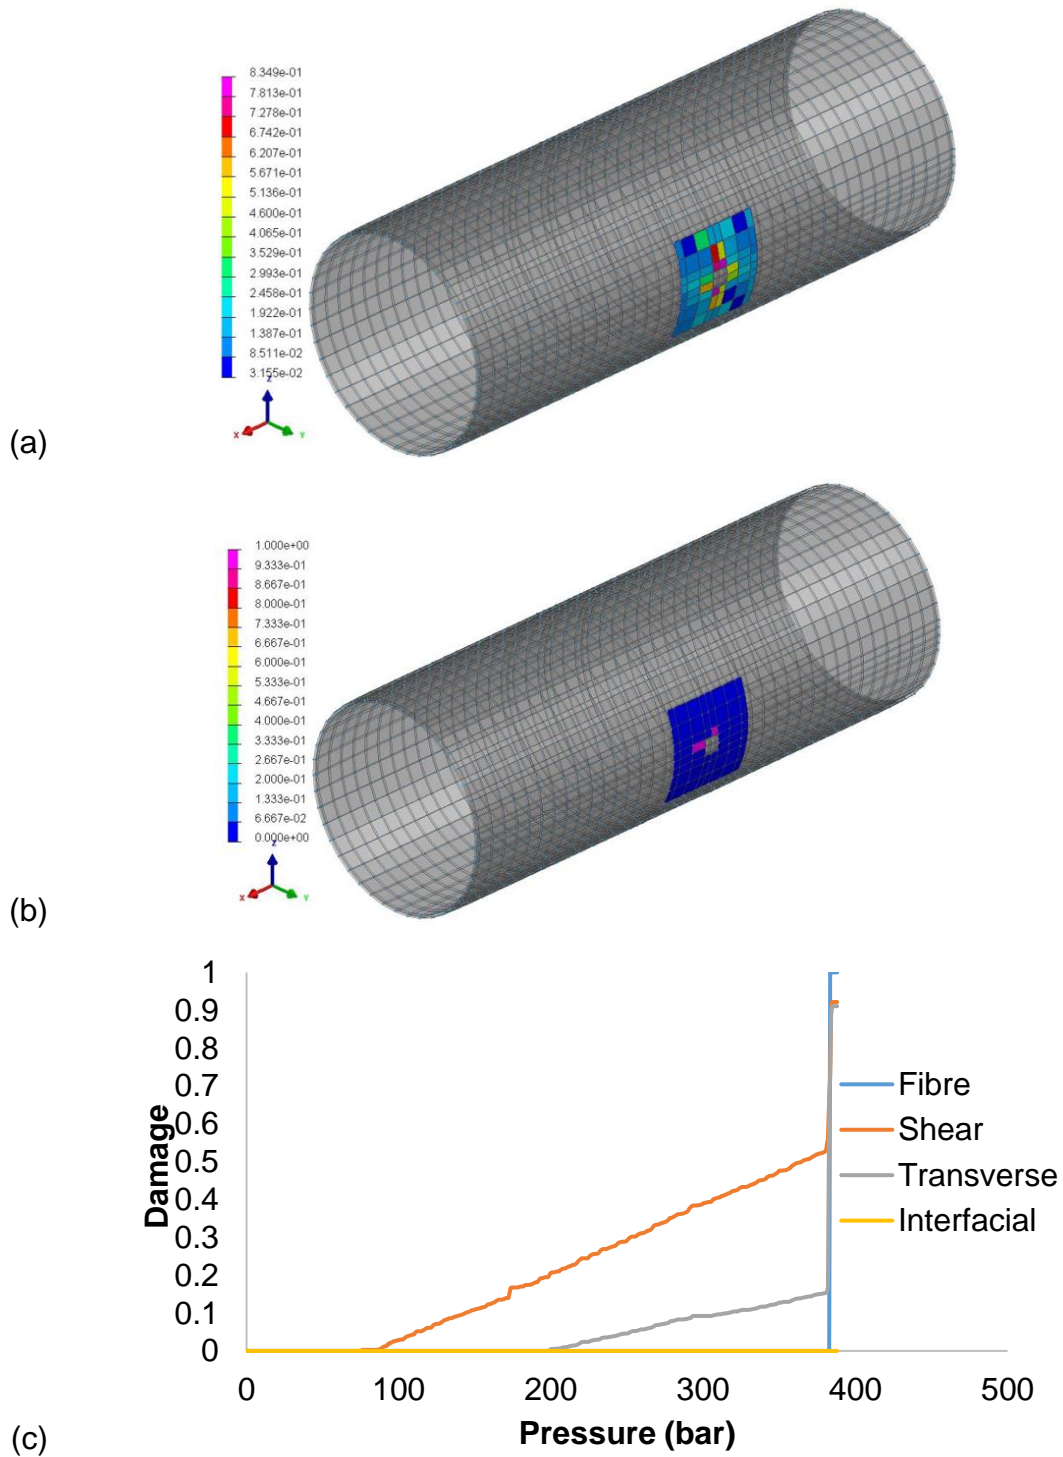 8.349e-01
7.813e-01
7.278e-01
6.742e-01
6.207e-01
5.671e-01
5.136e-01
4.600e-01
4.065e-01
3.529e-01
2.993e-01
2.458e-01
1.922e-01
1.387e-01
8.511e-02
3.155e-02
Z
X
Y
(a)
1.000e+00
9.333e-01
8.667e-01
8.000e-01
7.333e-01
6.667e-01
6.000e-01
5.333e-01
4.667e-01
4.000e-01
3.333e-01
2.667e-01
2.000e-01
1.333e-01
6.667e-02
0.000e+00
Z
X
Y
(b)
1
0.9
0.8
0.7
0.6
0.5
0.4
0.3
0.2
0.1
0
Damage
Fibre
Shear
Transverse
Interfacial
0 100 200 300 400 500
Pressure (bar)
(c)